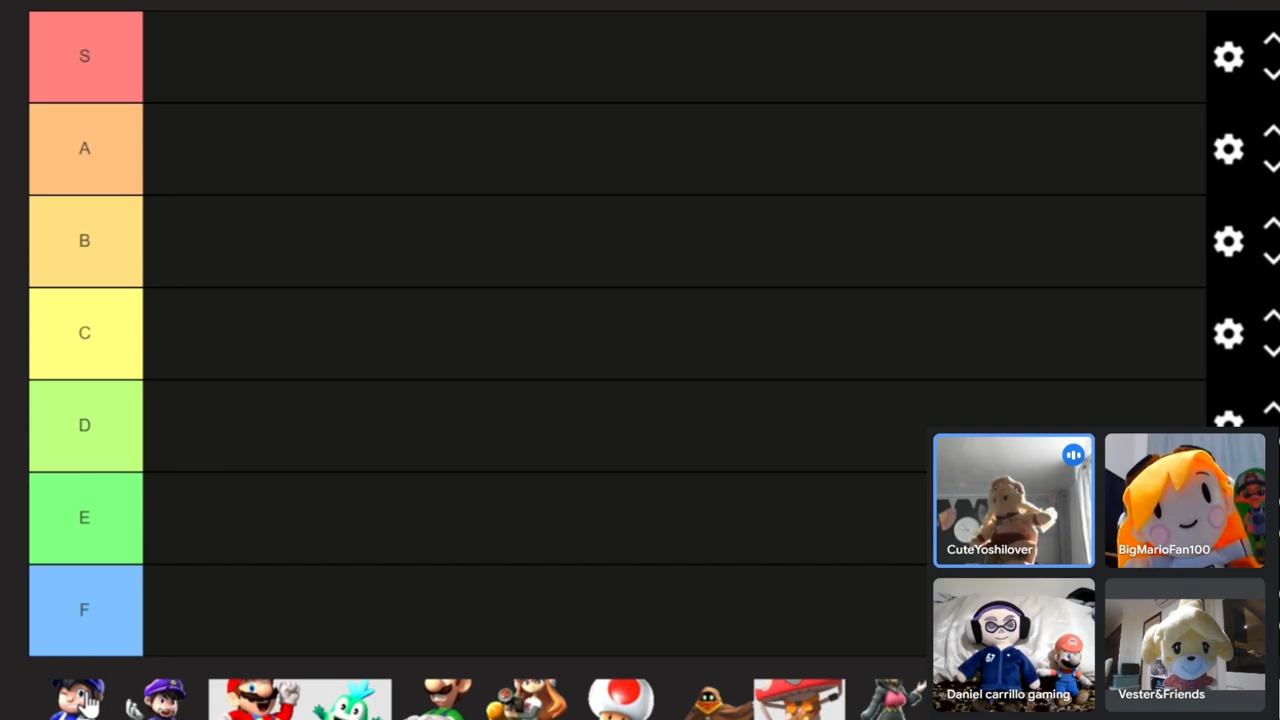 S
A
B
C
D
E
F
CuteYoshilover
BigMarioFan100
Daniel carrillo gaming
Vester&Friends